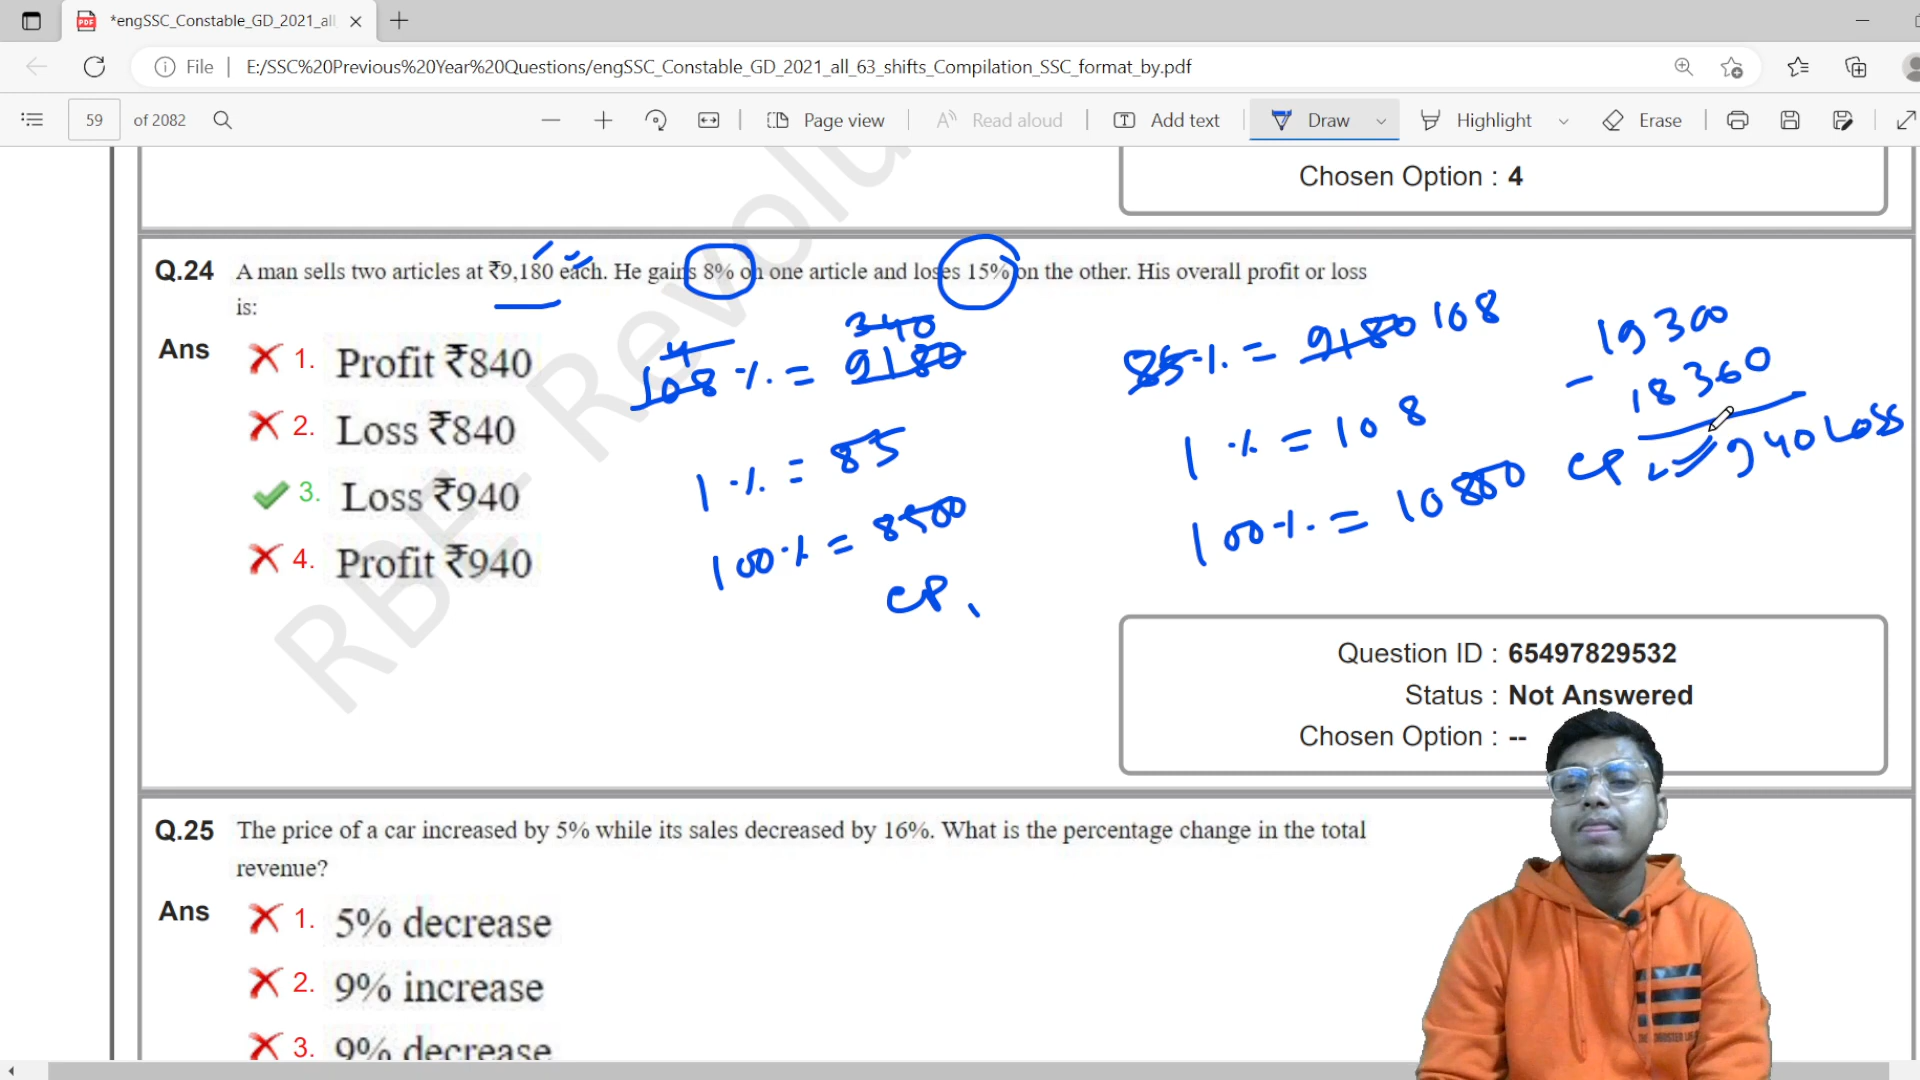 *engSSC_Constable_GD_2021_all
File
E:/SSC%20Previous%20Year%20Questions/engSSC_Constable_GD_2021_all_63_shifts_Compilation_SSC_format_by.pdf
59 of 2082
Page view
Read aloud
Add text
Draw
Highlight
Erase
Chosen Option : 4
Q.24 A man sells two articles at ₹9,180 each. He gains 8% on one article and loses 15% on the other. His overall profit or loss
is:
Ans
1. Profit ₹840
2. Loss ₹840
3. Loss ₹940
4. Profit ₹940
340
4
108 % = 9180
1 % = 85
100% = 8500
CP
85% = 9180 108
1 % = 108
100% = 10800 CP
19300
- 18360
940 Loss
RBE - Revolu
Question ID : 65497829532
Status : Not Answered
Chosen Option : --
Q.25 The price of a car increased by 5% while its sales decreased by 16%. What is the percentage change in the total
revenue?
Ans
1. 5% decrease
2. 9% increase
3. 9% decrease